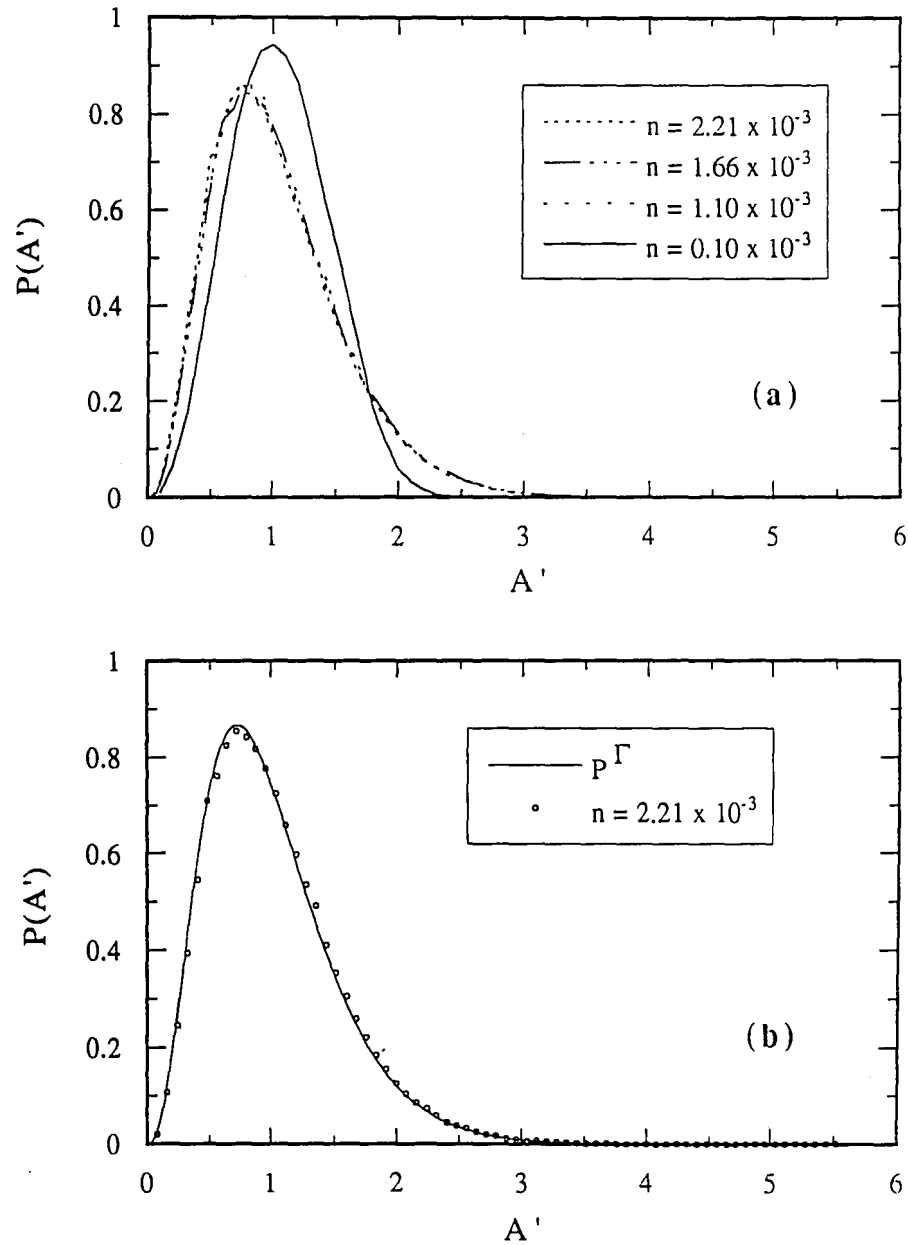 1
0.8
0.6
0.4
0.2
0
P(A')
n = 2.21 x 10⁻³
n = 1.66 x 10⁻³
n = 1.10 x 10⁻³
n = 0.10 x 10⁻³
(a)
0 1 2 3 4 5 6
A'
1
0.8
0.6
0.4
0.2
0
P(A')
P^Γ
n = 2.21 x 10⁻³
(b)
0 1 2 3 4 5 6
A'